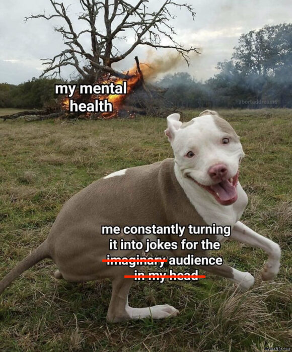 my mental
health
me constantly turning
it into jokes for the
imaginary audience
in my head